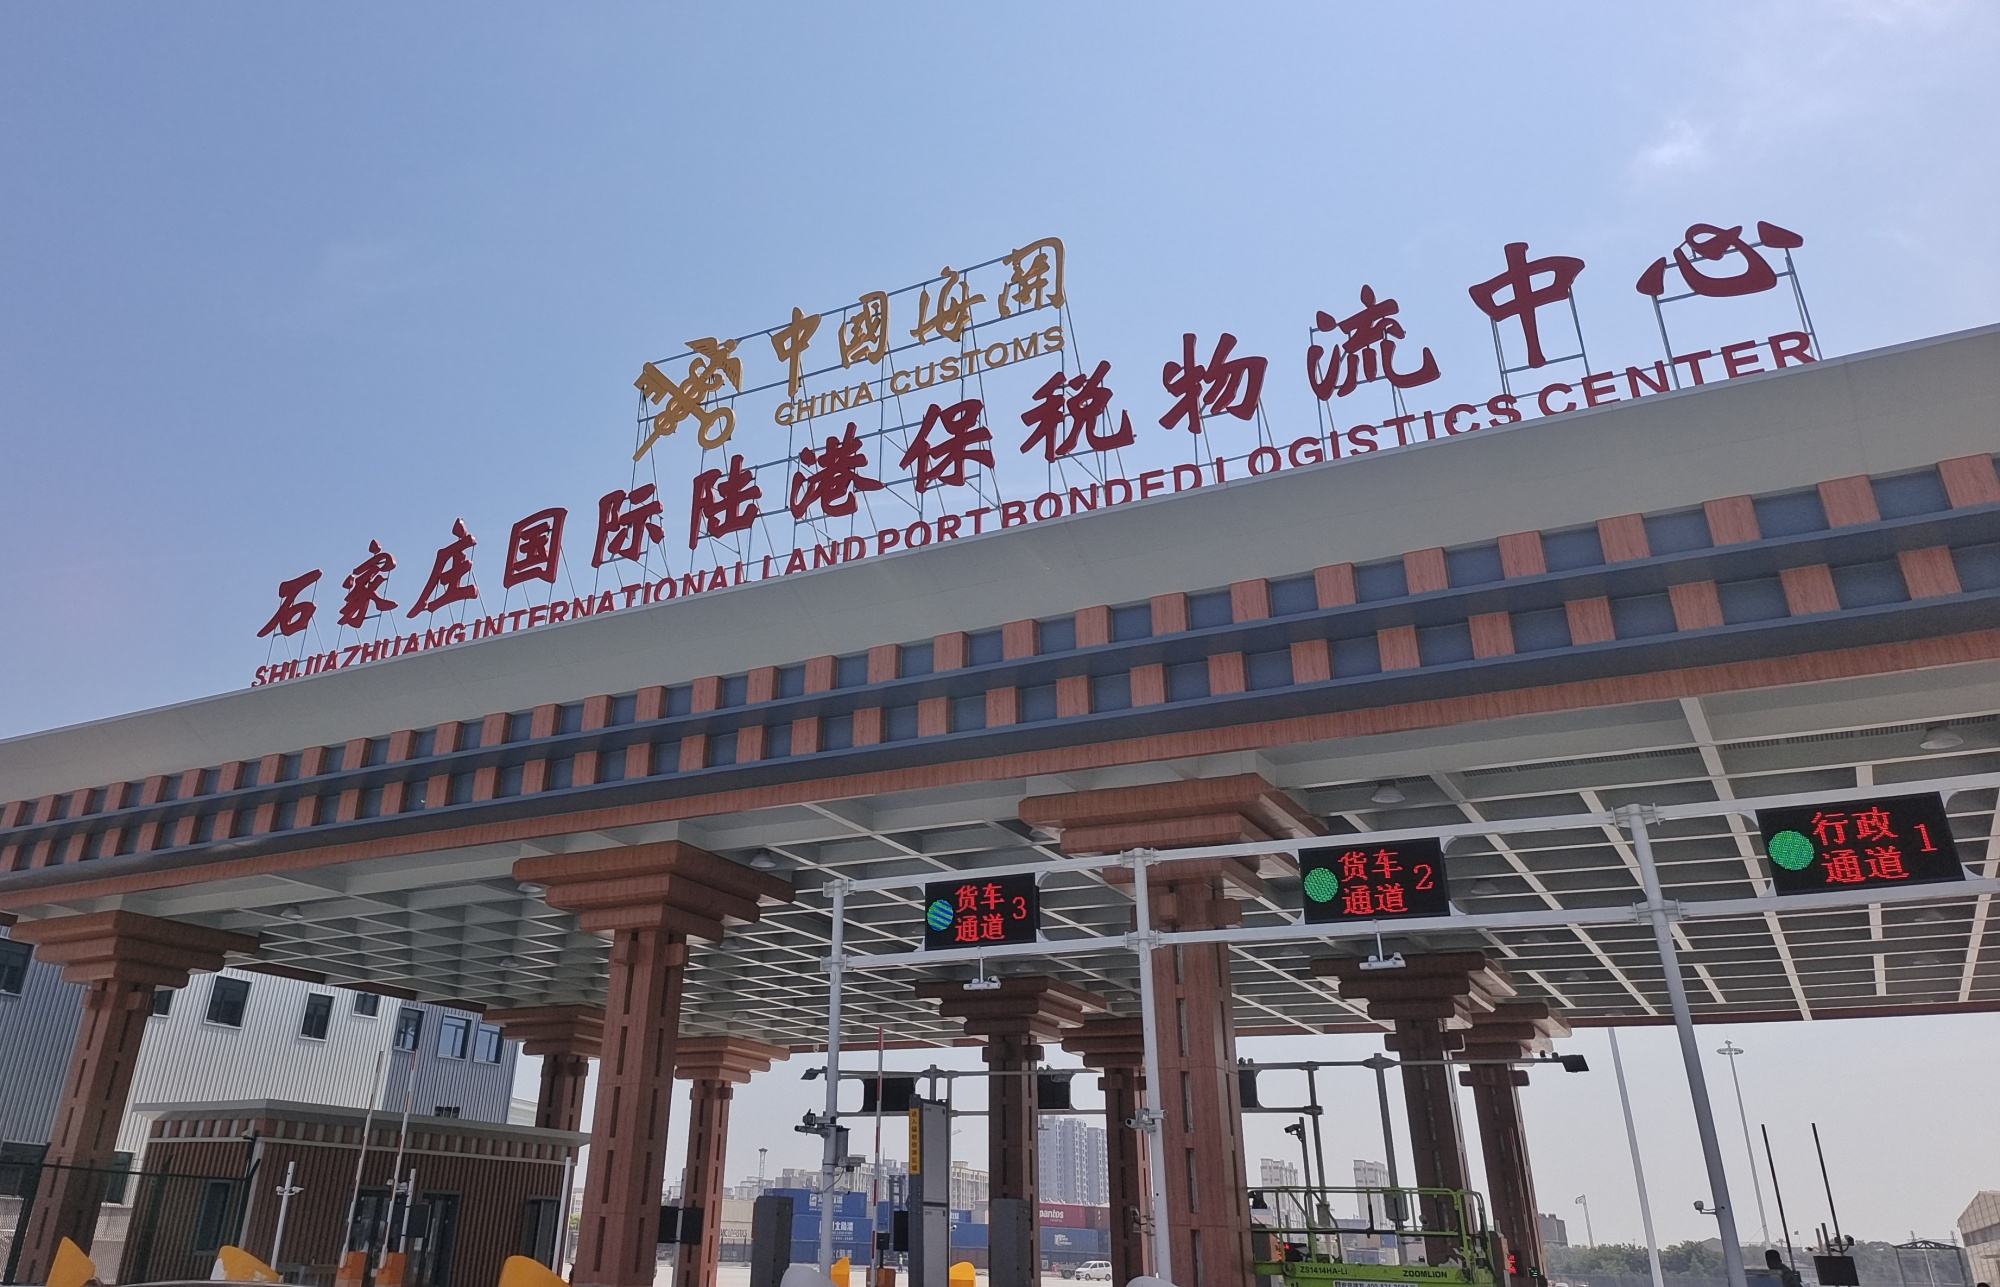 中国海关
CHINA CUSTOMS
石家庄国际陆港保税物流中心
SHIJIAZHUANG INTERNATIONAL LAND PORT BONDED LOGISTICS CENTER
货车
通道 3
货车
通道 2
行政
通道 1
ZS1414HA-Li
ZOOMLION